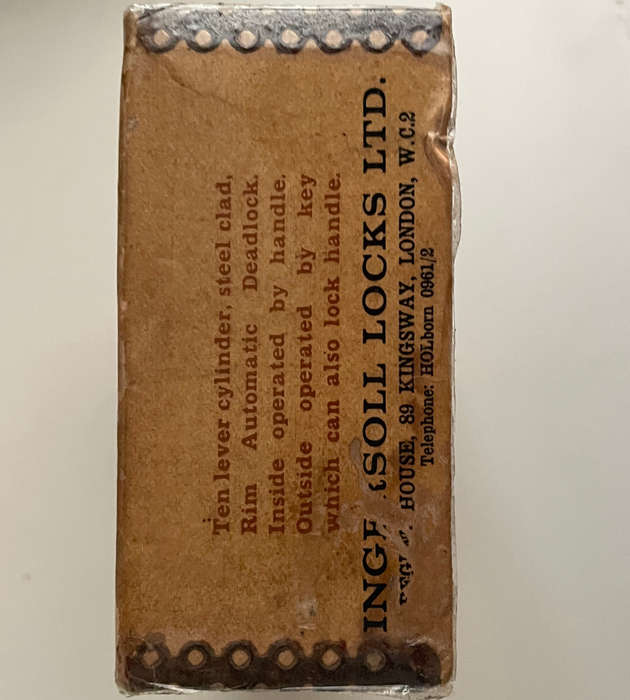 Ten lever cylinder, steel clad,
Rim Automatic Deadlock.
Inside operated by handle.
Outside operated by key
which can also lock handle.
INGERSOLL LOCKS LTD.
HOUSE, 89 KINGSWAY, LONDON, W.C.2
Telephone: HOLborn 0961/2